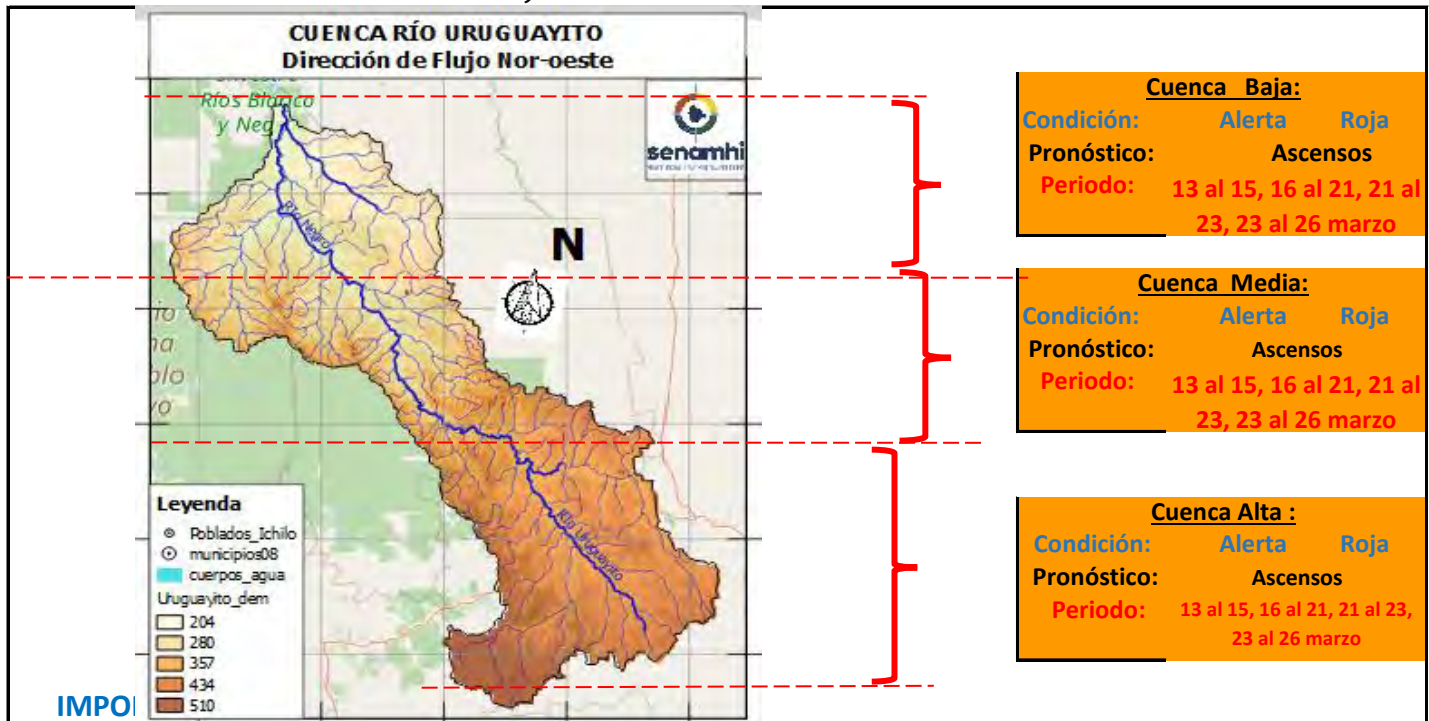 CUENCA RÍO URUGUAYITO
Dirección de Flujo Nor-oeste
Ríos Blanco
y Neg
senamhi
Río Negro
N
Río Uruguayito
Leyenda
Poblados_Ichilo
municipios08
cuerpos_agua
Uruguayito_dem
204
280
357
434
510
Cuenca Baja:
Condición: Alerta Roja
Pronóstico: Ascensos
Periodo: 13 al 15, 16 al 21, 21 al
23, 23 al 26 marzo
Cuenca Media:
Condición: Alerta Roja
Pronóstico: Ascensos
Periodo: 13 al 15, 16 al 21, 21 al
23, 23 al 26 marzo
Cuenca Alta :
Condición: Alerta Roja
Pronóstico: Ascensos
Periodo: 13 al 15, 16 al 21, 21 al 23,
23 al 26 marzo